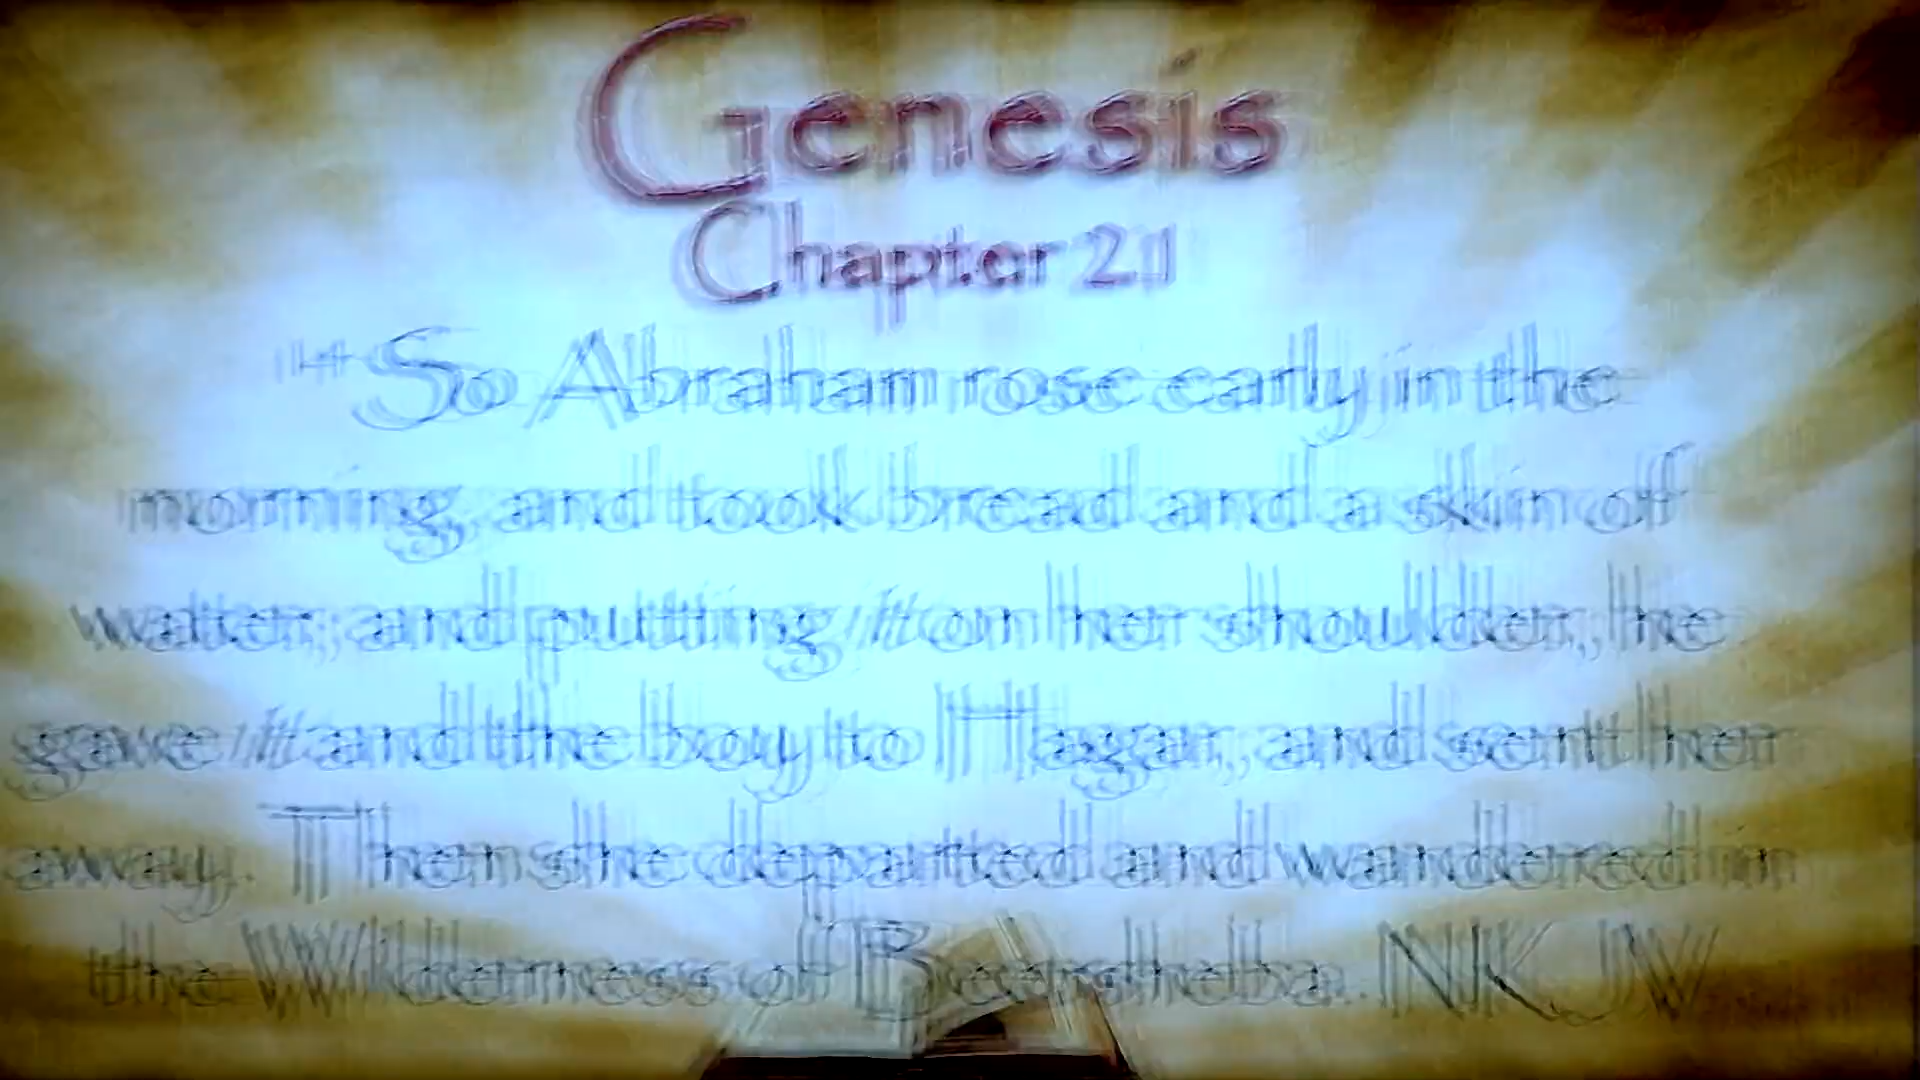 Genesis
Chapter 21
14 So Abraham rose early in the
morning, and took bread and a skin of
water; and putting it on her shoulder, he
gave it and the boy to Hagar, and sent her
away. Then she departed and wandered in
the Wilderness of Beersheba. NKJV